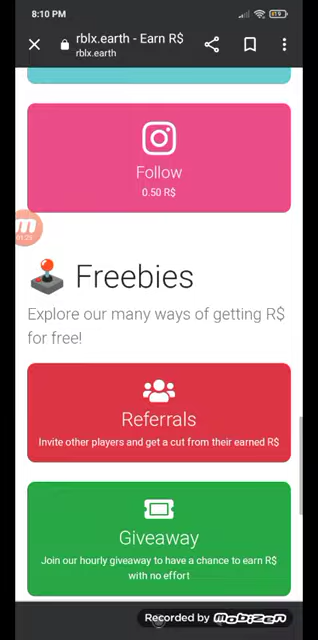 8:10 PM
rblx.earth - Earn R$
rblx.earth
Follow
0.50 R$
01:25
Freebies
Explore our many ways of getting R$
for free!
Referrals
Invite other players and get a cut from their earned R$
Giveaway
Join our hourly giveaway to have a chance to earn R$
with no effort
Recorded by mobizen